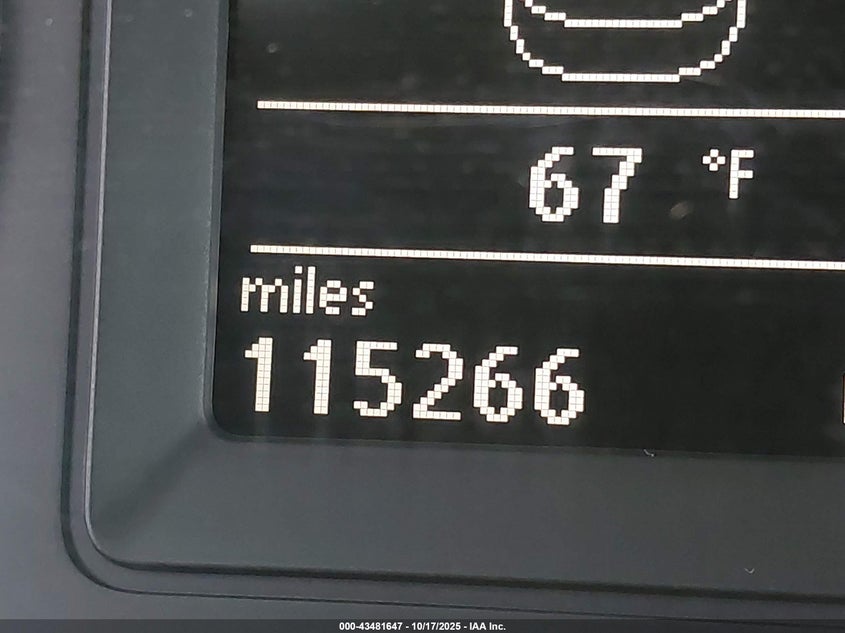 67 °F
miles
115266
000-43481647 - 10/17/2025 - IAA Inc.